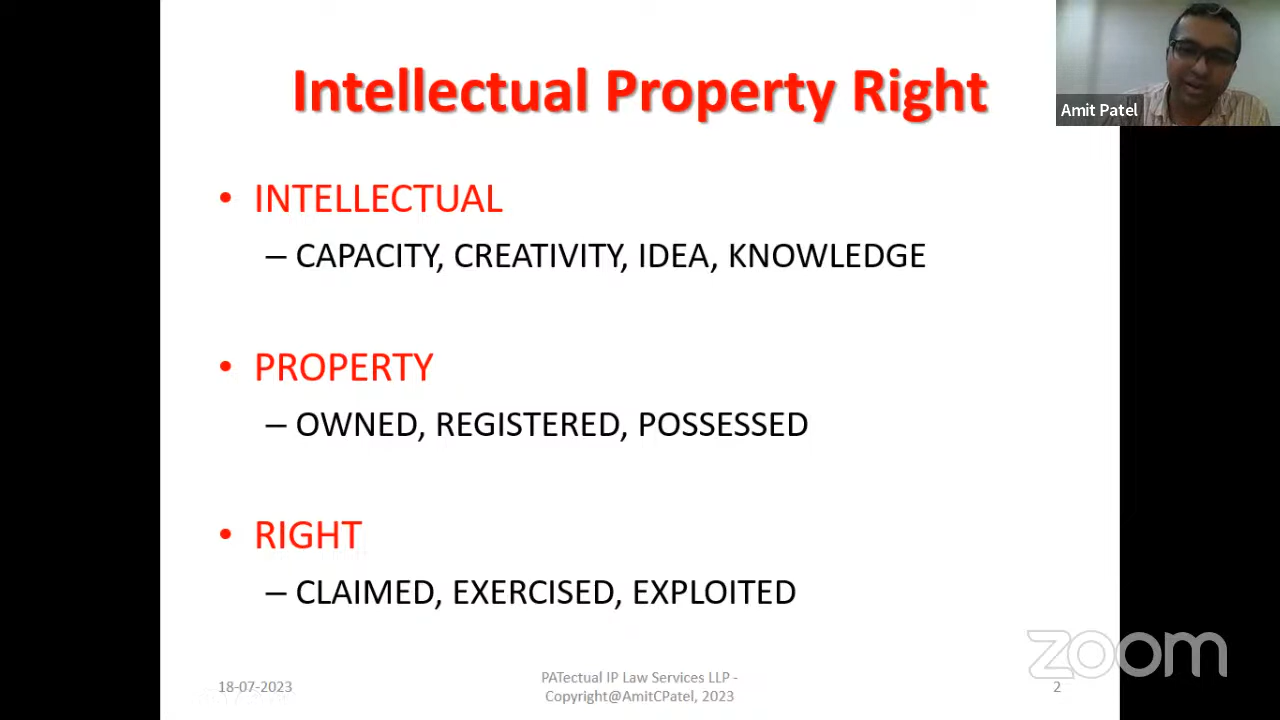 Intellectual Property Right
Amit Patel
• INTELLECTUAL
– CAPACITY, CREATIVITY, IDEA, KNOWLEDGE
• PROPERTY
– OWNED, REGISTERED, POSSESSED
• RIGHT
– CLAIMED, EXERCISED, EXPLOITED
zoom
18-07-2023
PATectual IP Law Services LLP -
Copyright@AmitCPatel, 2023
2